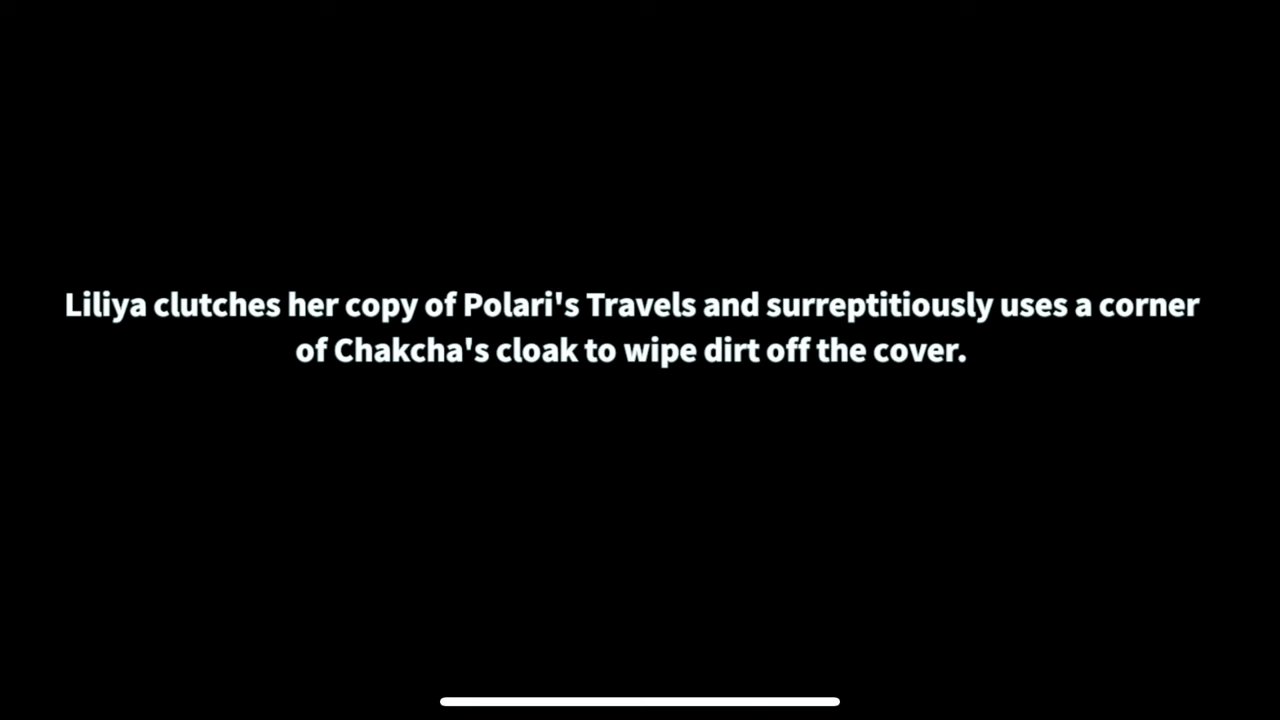 Liliya clutches her copy of Polari's Travels and surreptitiously uses a corner
of Chakcha's cloak to wipe dirt off the cover.